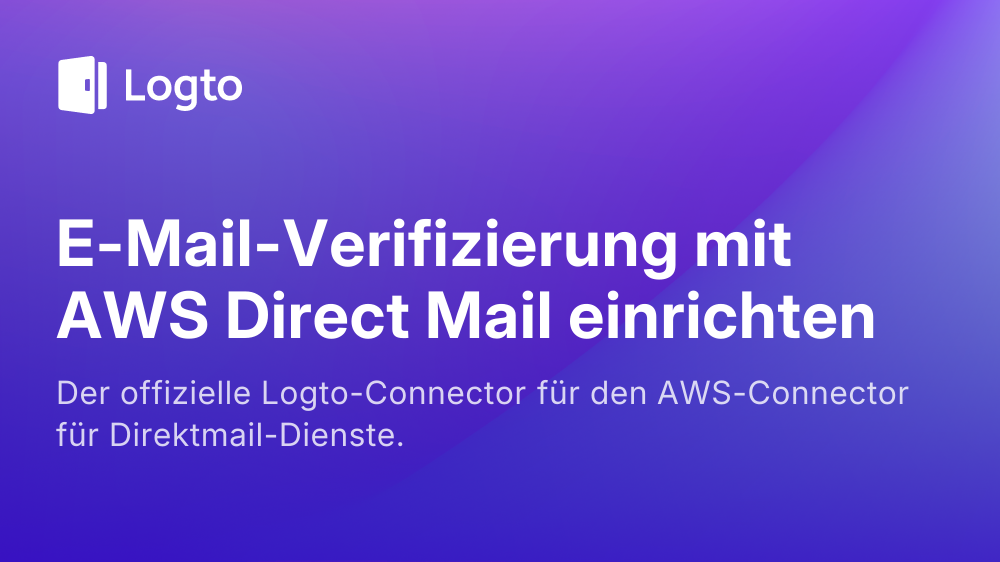 Logto
E-Mail-Verifizierung mit
AWS Direct Mail einrichten
Der offizielle Logto-Connector für den AWS-Connector
für Direktmail-Dienste.